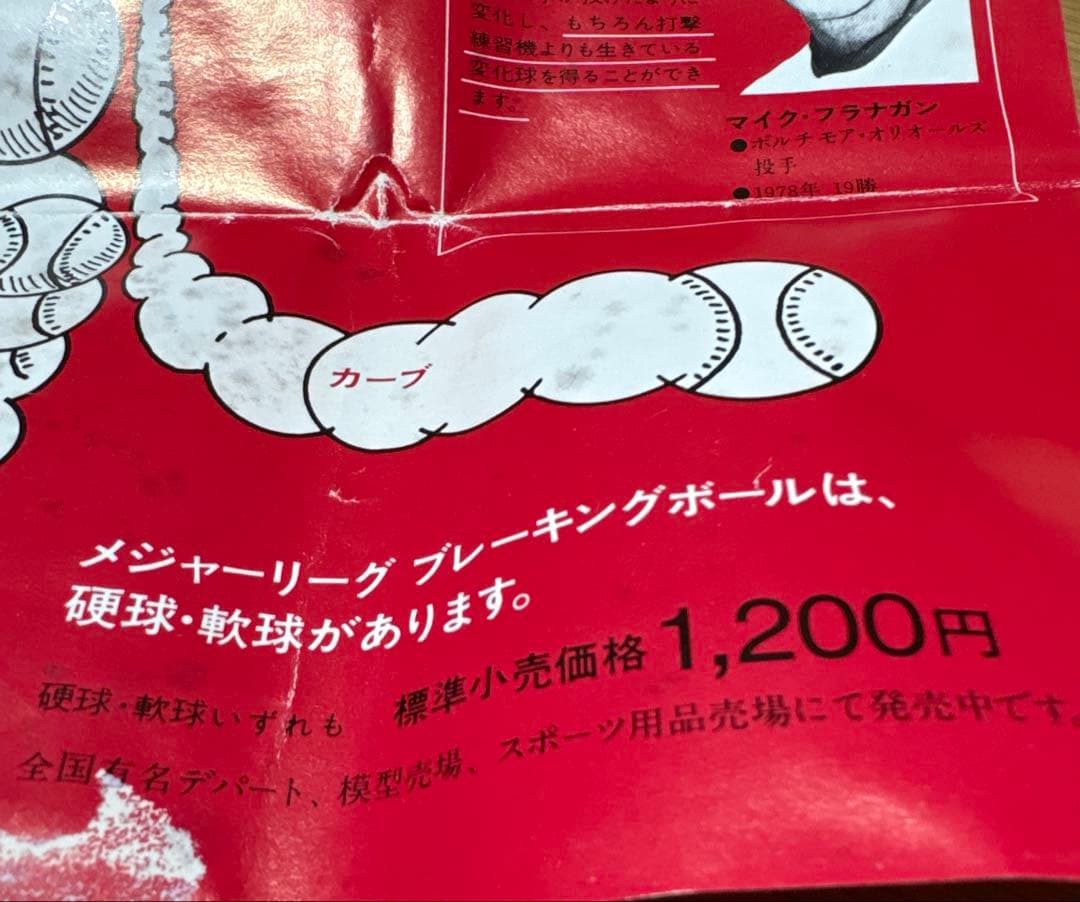 変化し、もちろん打撃
練習機よりも生きている
変化球を得ることができ
ます。
マイク・フラナガン
●ボルチモア・オリオールズ
投手
●1978年 19勝
カーブ
メジャーリーグ ブレーキングボールは、
硬球・軟球があります。
硬球・軟球いずれも 標準小売価格1,200円
全国有名デパート、模型売場、スポーツ用品売場にて発売中です。